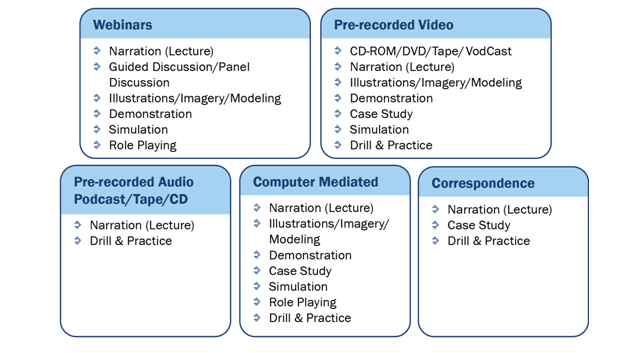 Webinars
Narration (Lecture)
Guided Discussion/Panel
Discussion
Illustrations/Imagery/Modeling
Demonstration
Simulation
Role Playing
Pre-recorded Video
CD-ROM/DVD/Tape/ VodCast
Narration (Lecture)
Illustrations/Imagery/Modeling
Demonstration
Case Study
Simulation
Drill & Practice
Pre-recorded Audio
Podcast/Tape/CD
Narration (Lecture)
Drill & Practice
Computer Mediated
Narration (Lecture)
Illustrations/Imagery/
Modeling
Demonstration
Case Study
Simulation
Role Playing
Drill & Practice
Correspondence
Narration (Lecture)
Case Study
Drill & Practice